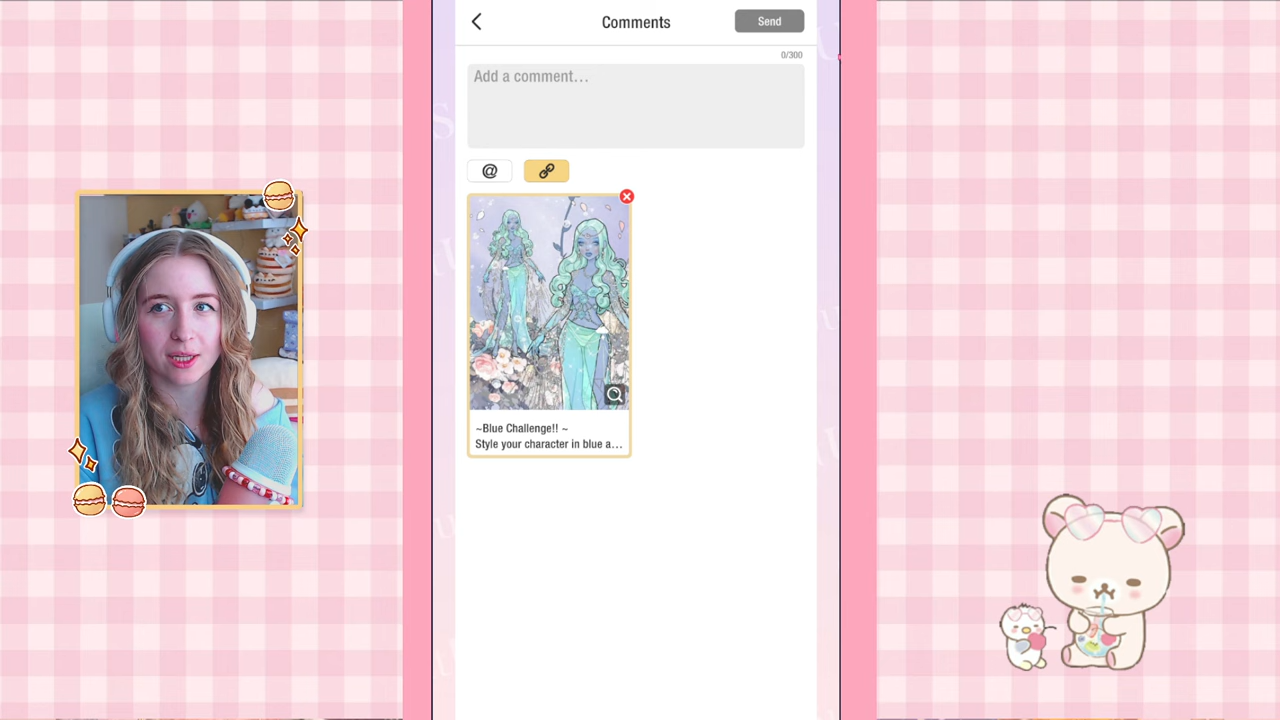 Comments
Send
0/300
Add a comment...
@
~Blue Challenge!! ~
Style your character in blue a...